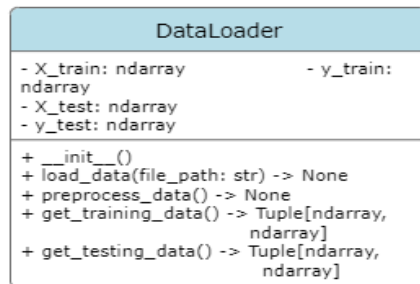 DataLoader
- X_train: ndarray - y_train:
ndarray
- X_test: ndarray
- y_test: ndarray
+ __init__()
+ load_data(file_path: str) -> None
+ preprocess_data() -> None
+ get_training_data() -> Tuple[ndarray,
ndarray]
+ get_testing_data() -> Tuple[ndarray,
ndarray]